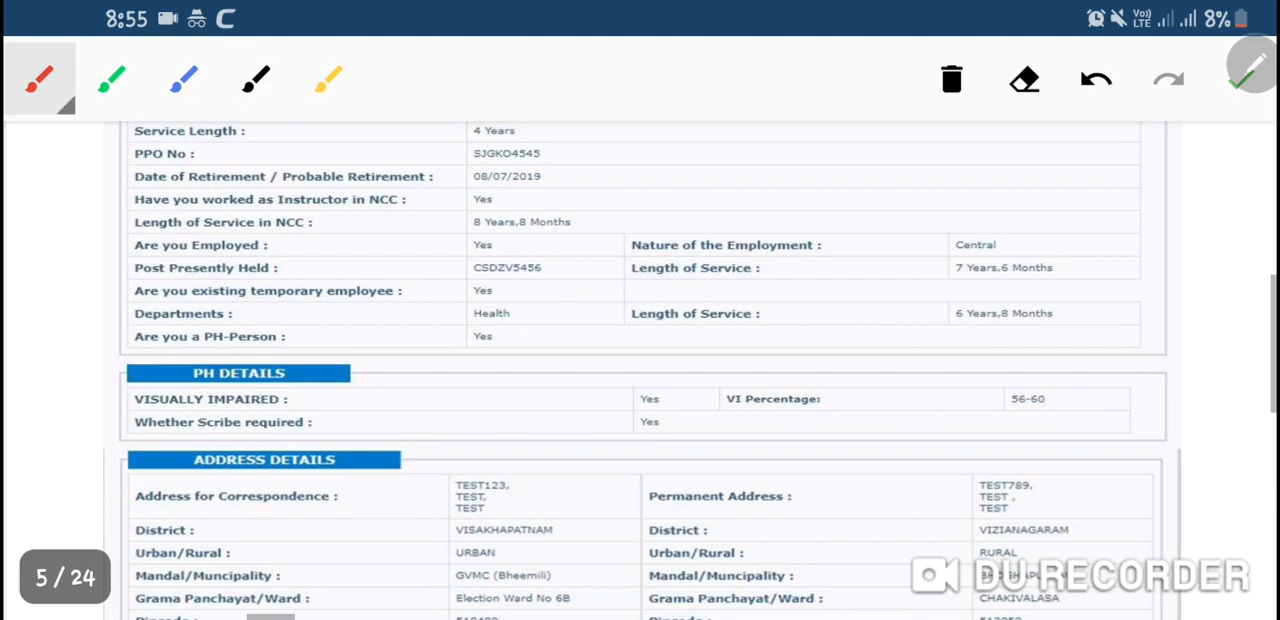 8:55 Vo)) LTE 8%
Service Length : 4 Years
PPO No : SJGKO4545
Date of Retirement / Probable Retirement : 08/07/2019
Have you worked as Instructor in NCC : Yes
Length of Service in NCC : 8 Years,8 Months
Are you Employed : Yes Nature of the Employment : Central
Post Presently Held : CSDZV5456 Length of Service : 7 Years,6 Months
Are you existing temporary employee : Yes
Departments : Health Length of Service : 6 Years,8 Months
Are you a PH-Person : Yes
PH DETAILS
VISUALLY IMPAIRED : Yes VI Percentage: 56-60
Whether Scribe required : Yes
ADDRESS DETAILS
Address for Correspondence : TEST123, TEST, TEST Permanent Address : TEST789, TEST , TEST
District : VISAKHAPATNAM District : VIZIANAGARAM
Urban/Rural : URBAN Urban/Rural : RURAL
Mandal/Muncipality : GVMC (Bheemili) Mandal/Muncipality :
Grama Panchayat/Ward : Election Ward No 68 Grama Panchayat/Ward : CHAKIVALASA
5 / 24
DU RECORDER